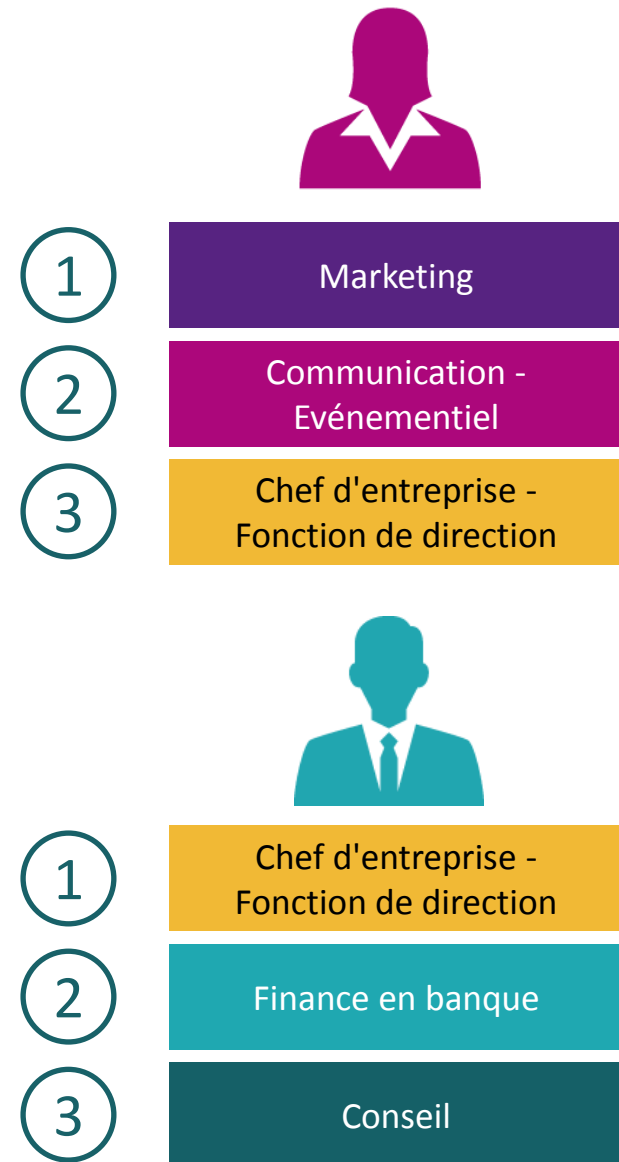 1
Marketing
2
Communication -
Evénementiel
3
Chef d'entreprise -
Fonction de direction
1
Chef d'entreprise -
Fonction de direction
2
Finance en banque
3
Conseil